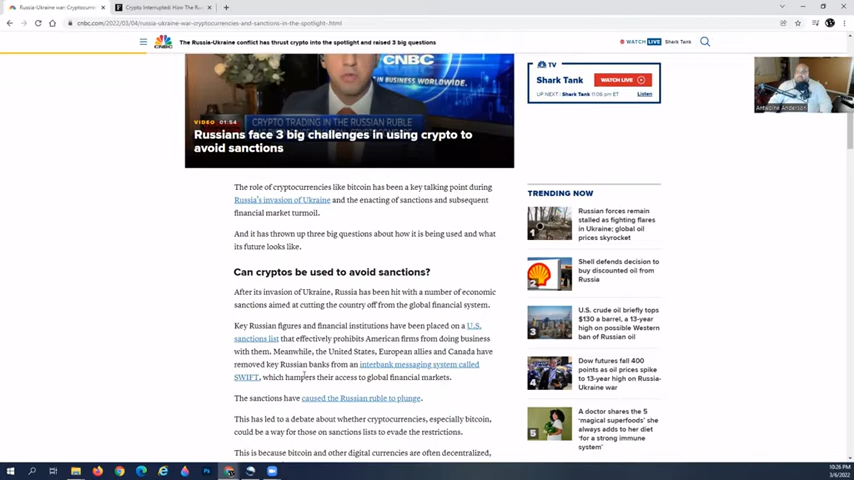 Russia-Ukraine war: Cryptocurr
Crypto Interrupted: How The Ru
cnbc.com/2022/03/04/russia-ukraine-war-cryptocurrencies-and-sanctions-in-the-spotlight-.html
CNBC
The Russia-Ukraine conflict has thrust crypto into the spotlight and raised 3 big questions
WATCH LIVE
Shark Tank
CNBC
IN BUSINESS WORLDWIDE.
CRYPTO TRADING IN THE RUSSIAN RUBLE
VIDEO 01:54
Russians face 3 big challenges in using crypto to
avoid sanctions
TV
Shark Tank
WATCH LIVE
UP NEXT | Shark Tank 11:06 pm ET
Listen
Antwoine Anderson
The role of cryptocurrencies like bitcoin has been a key talking point during
Russia's invasion of Ukraine and the enacting of sanctions and subsequent
financial market turmoil.
And it has thrown up three big questions about how it is being used and what
its future looks like.
Can cryptos be used to avoid sanctions?
After its invasion of Ukraine, Russia has been hit with a number of economic
sanctions aimed at cutting the country off from the global financial system.
Key Russian figures and financial institutions have been placed on a U.S.
sanctions list that effectively prohibits American firms from doing business
with them. Meanwhile, the United States, European allies and Canada have
removed key Russian banks from an interbank messaging system called
SWIFT, which hampers their access to global financial markets.
The sanctions have caused the Russian ruble to plunge.
This has led to a debate about whether cryptocurrencies, especially bitcoin,
could be a way for those on sanctions lists to evade the restrictions.
This is because bitcoin and other digital currencies are often decentralized,
TRENDING NOW
1
Russian forces remain
stalled as fighting flares
in Ukraine; global oil
prices skyrocket
2
Shell defends decision to
buy discounted oil from
Russia
3
U.S. crude oil briefly tops
$130 a barrel, a 13-year
high on possible Western
ban of Russian oil
4
Dow futures fall 400
points as oil prices spike
to 13-year high on Russia-
Ukraine war
5
A doctor shares the 5
'magical superfoods' she
always adds to her diet
'for a strong immune
system'
10:26 PM
3/6/2022